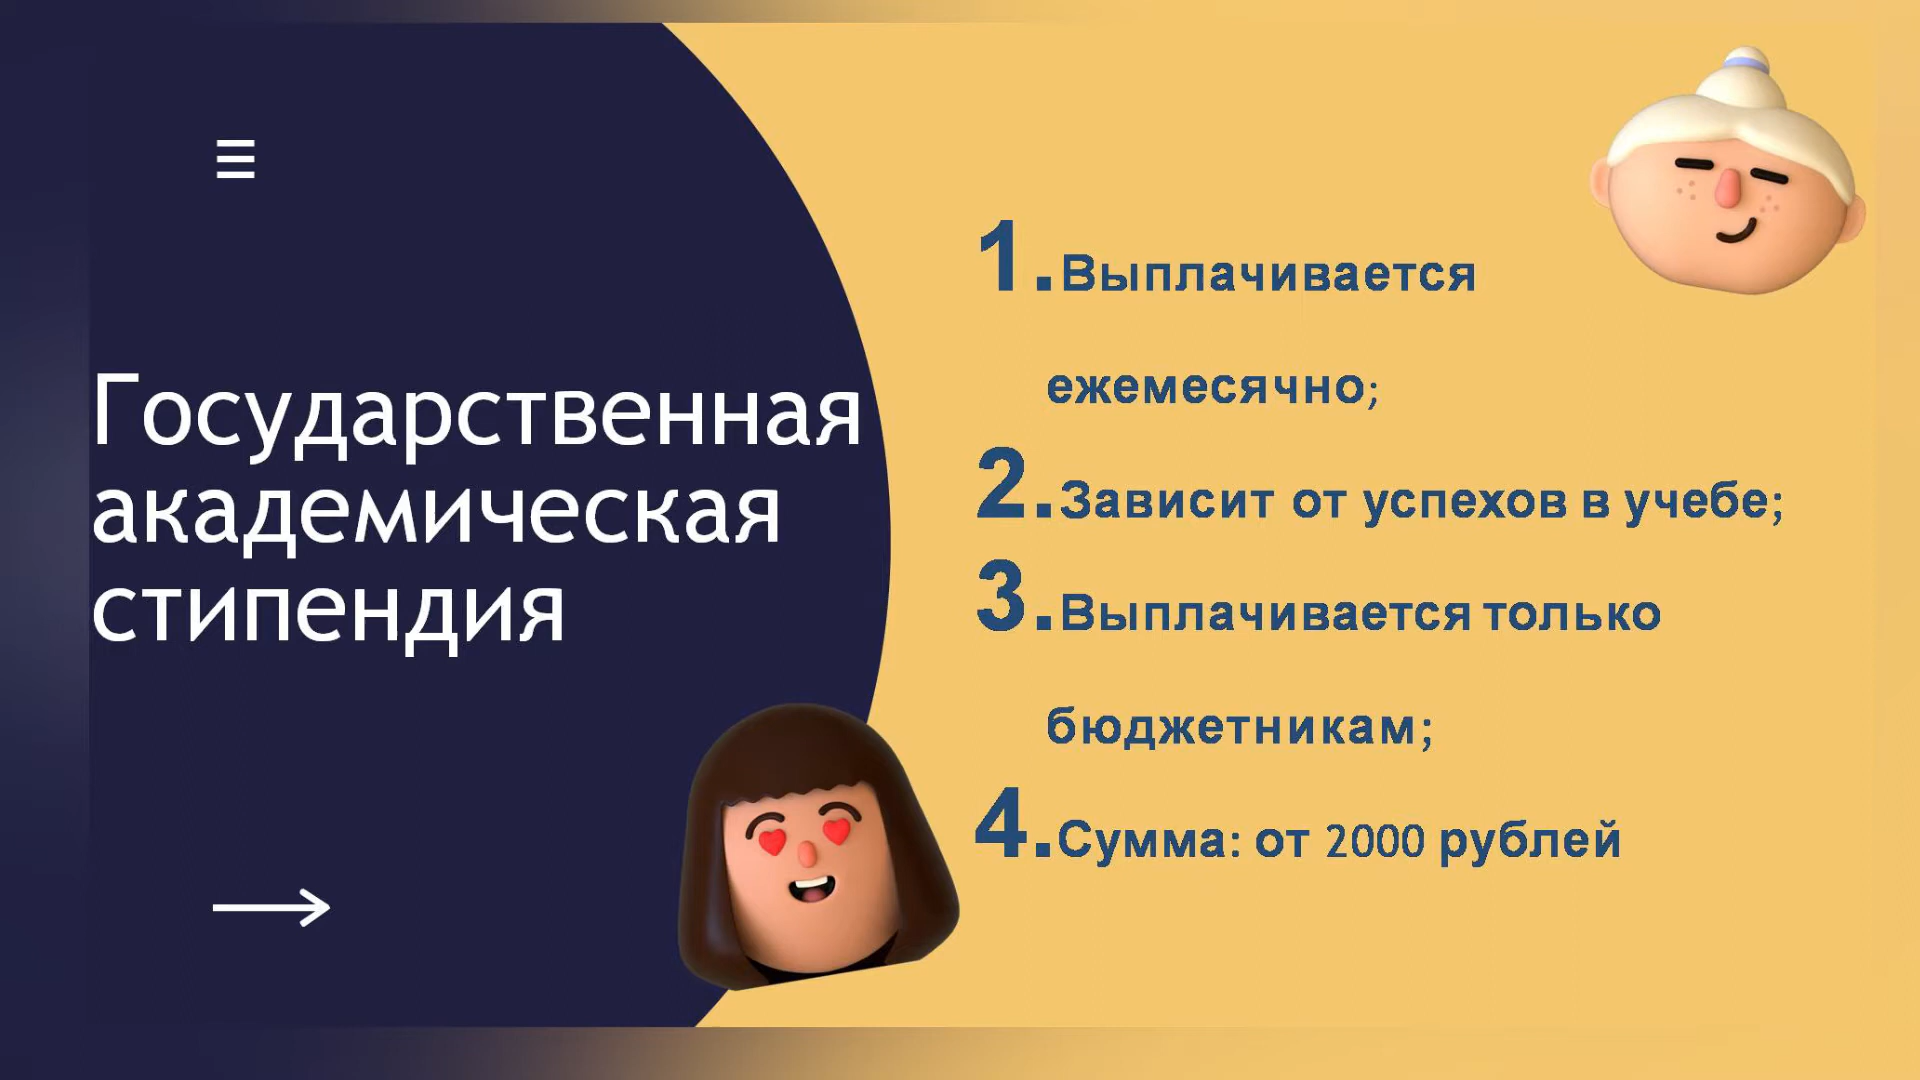 Государственная
академическая
стипендия
1.Выплачивается
ежемесячно;
2.Зависит от успехов в учебе;
3.Выплачивается только
бюджетникам;
4.Сумма: от 2000 рублей